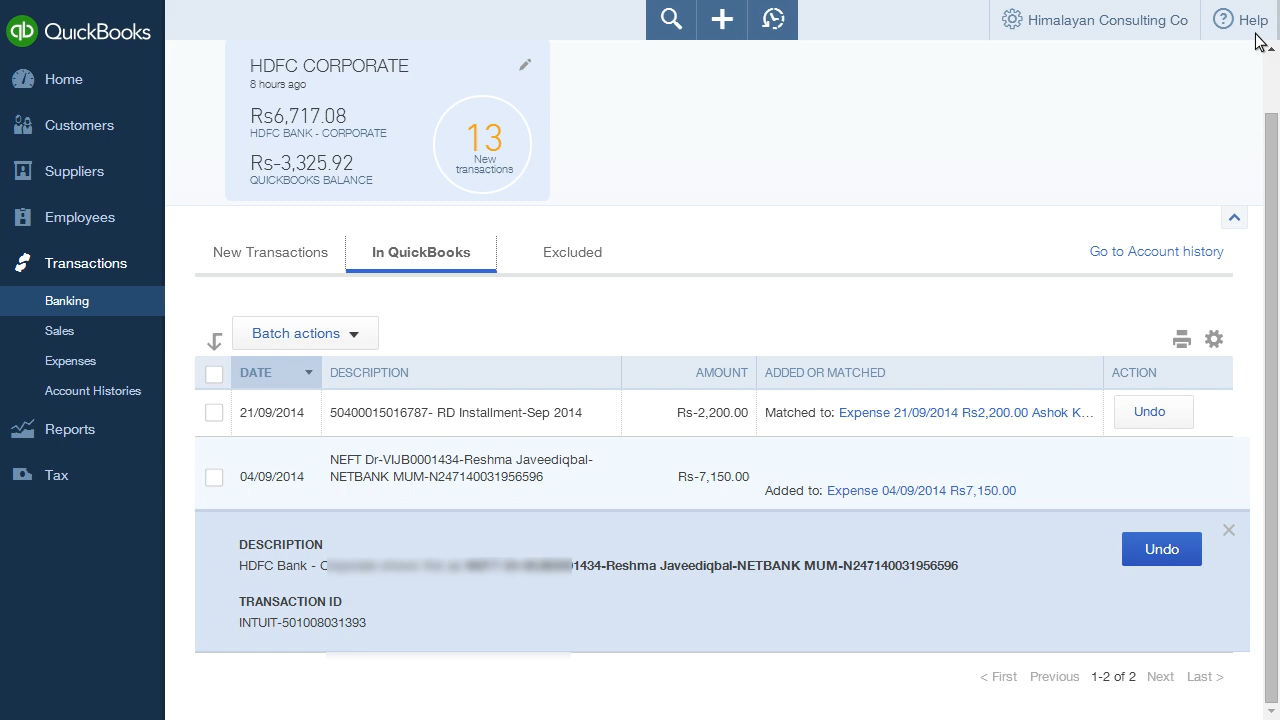 QuickBooks
Himalayan Consulting Co
Help
Home
Customers
Suppliers
Employees
Transactions
Banking
Sales
Expenses
Account Histories
Reports
Tax
HDFC CORPORATE
8 hours ago
Rs6,717.08
HDFC BANK - CORPORATE
Rs-3,325.92
QUICKBOOKS BALANCE
13
New
transactions
New Transactions
In QuickBooks
Excluded
Go to Account history
Batch actions
DATE DESCRIPTION AMOUNT ADDED OR MATCHED ACTION
21/09/2014 50400015016787- RD Installment-Sep 2014 Rs-2,200.00 Matched to: Expense 21/09/2014 Rs2,200.00 Ashok K... Undo
NEFT Dr-VIJB0001434-Reshma Javeediqbal-
04/09/2014 NETBANK MUM-N247140031956596 Rs-7,150.00
Added to: Expense 04/09/2014 Rs7,150.00
DESCRIPTION
Undo
HDFC Bank - 1434-Reshma Javeediqbal-NETBANK MUM-N247140031956596
TRANSACTION ID
INTUIT-501008031393
< First Previous 1-2 of 2 Next Last >